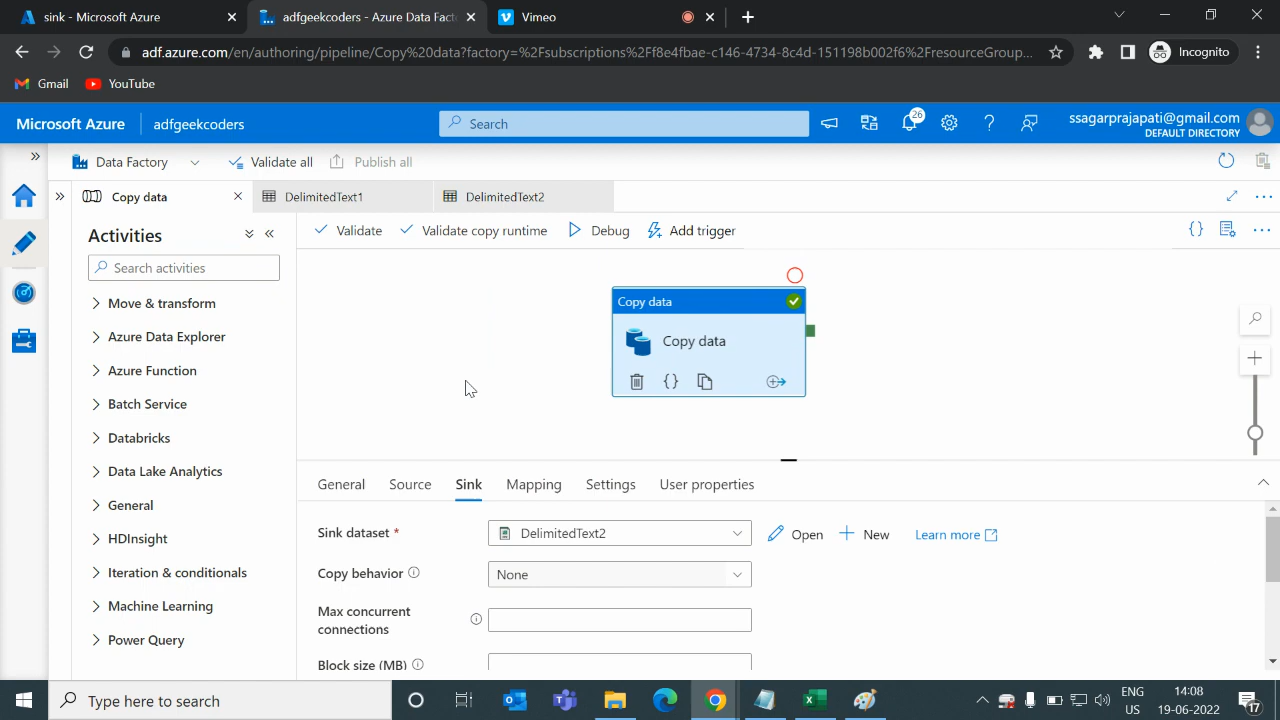 sink - Microsoft Azure
adfgeekcoders - Azure Data Fact
Vimeo
adf.azure.com/en/authoring/pipeline/Copy%20data?factory=%2Fsubscriptions%2Ff8e4fbae-c146-4734-8c4d-151198b002f6%2FresourceGroup...
Incognito
Gmail
YouTube
Microsoft Azure
adfgeekcoders
Search
26
ssagarprajapati@gmail.com
DEFAULT DIRECTORY
Data Factory
Validate all
Publish all
Copy data
DelimitedText1
DelimitedText2
Activities
Validate
Validate copy runtime
Debug
Add trigger
Search activities
Move & transform
Azure Data Explorer
Azure Function
Batch Service
Databricks
Data Lake Analytics
General
HDInsight
Iteration & conditionals
Machine Learning
Power Query
Copy data
Copy data
General
Source
Sink
Mapping
Settings
User properties
Sink dataset *
DelimitedText2
Open
New
Learn more
Copy behavior
None
Max concurrent
connections
Block size (MB)
Type here to search
ENG
US
14:08
19-06-2022
17